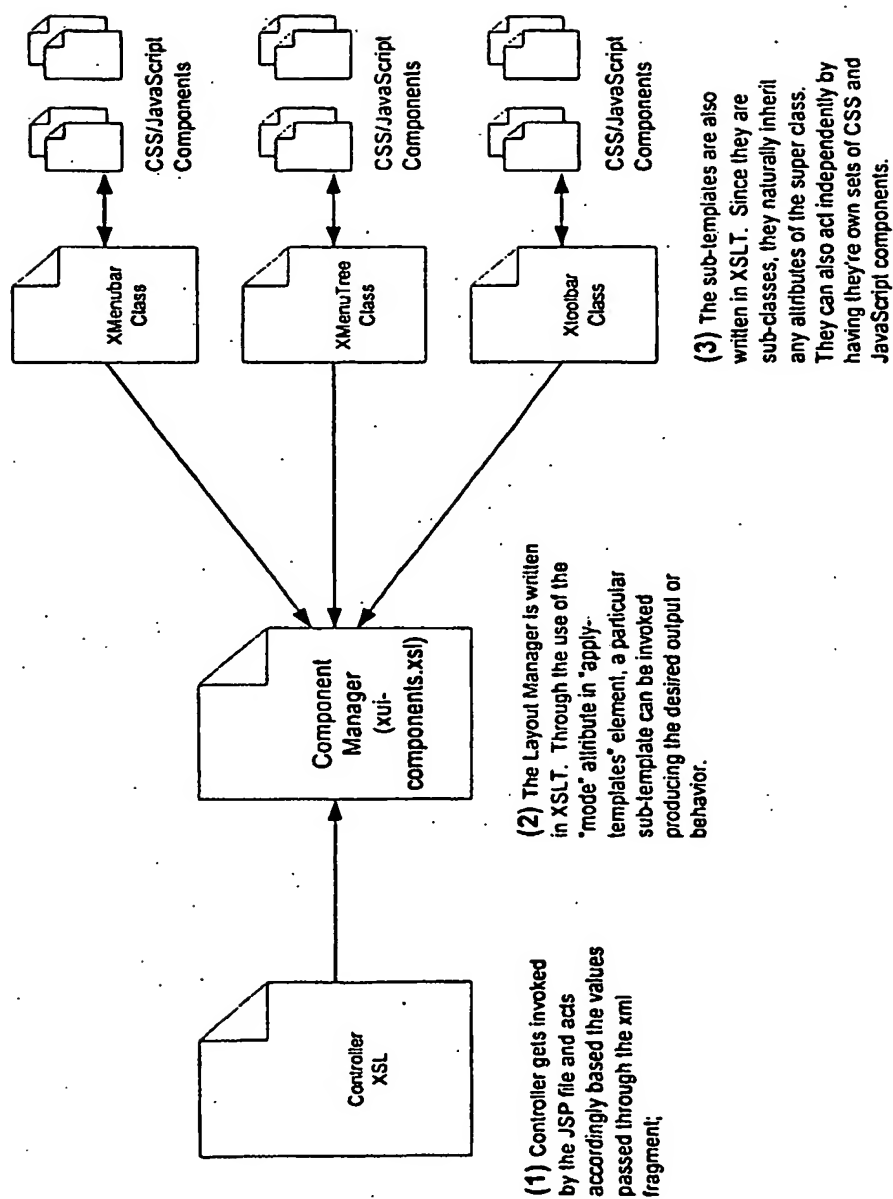 Controller
XSL
(1) Controller gets invoked
by the JSP file and acts
accordingly based the values
passed through the xml
fragment;
Component
Manager
(xui-
components.xsl)
(2) The Layout Manager is written
in XSLT. Through the use of the
"mode" attribute in "apply-
templates" element, a particular
sub-template can be invoked
producing the desired output or
behavior.
XMenubar
Class
CSS/JavaScript
Components
XMenuTree
Class
CSS/JavaScript
Components
Xtoolbar
Class
CSS/JavaScript
Components
(3) The sub-templates are also
written in XSLT. Since they are
sub-classes, they naturally inherit
any attributes of the super class.
They can also act independently by
having they're own sets of CSS and
JavaScript components.